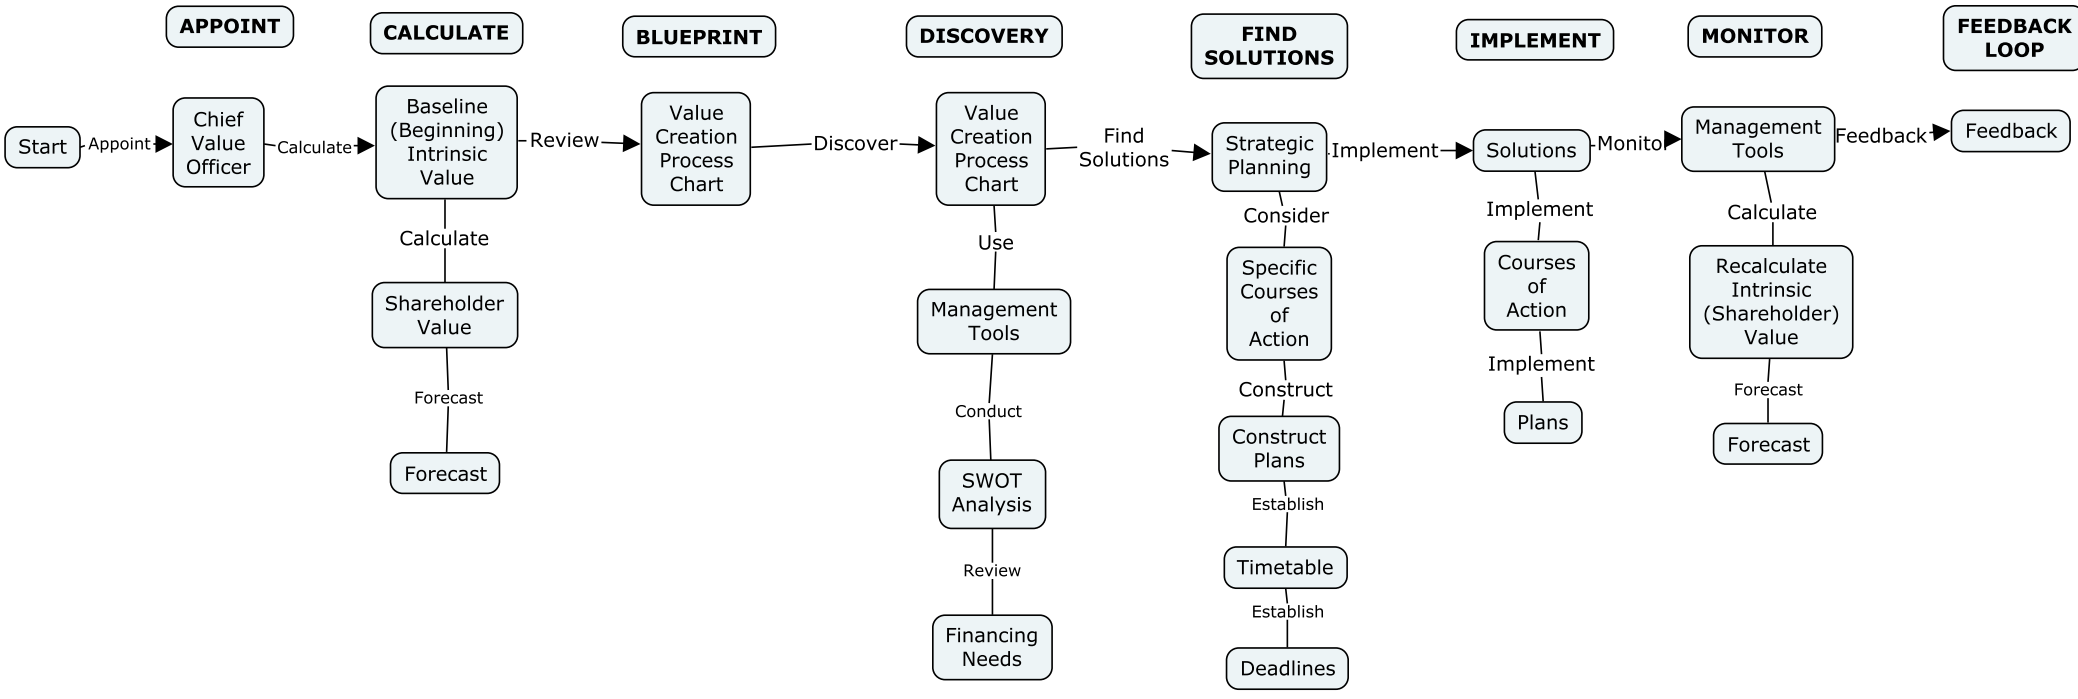 APPOINT
CALCULATE
BLUEPRINT
DISCOVERY
FIND
SOLUTIONS
IMPLEMENT
MONITOR
FEEDBACK
LOOP
Start
Appoint
Chief
Value
Officer
Calculate
Baseline
(Beginning)
Intrinsic
Value
Review
Value
Creation
Process
Chart
Discover
Value
Creation
Process
Chart
Find
Solutions
Strategic
Planning
Implement
Solutions
Monito
Management
Tools
Feedback
Feedback
Calculate
Shareholder
Value
Forecast
Forecast
Use
Management
Tools
Conduct
SWOT
Analysis
Review
Financing
Needs
Consider
Specific
Courses
of
Action
Construct
Construct
Plans
Establish
Timetable
Establish
Deadlines
Implement
Courses
of
Action
Implement
Plans
Calculate
Recalculate
Intrinsic
(Shareholder)
Value
Forecast
Forecast